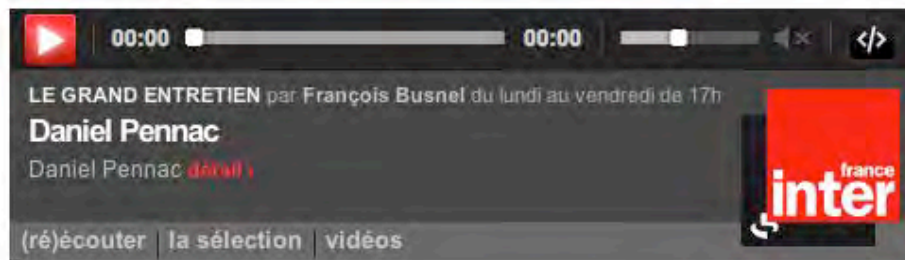 00:00 00:00 </>
LE GRAND ENTRETIEN par François Busnel du lundi au vendredi de 17h
Daniel Pennac
Daniel Pennac détail ›
france
inter
(ré)écouter | la sélection | vidéos